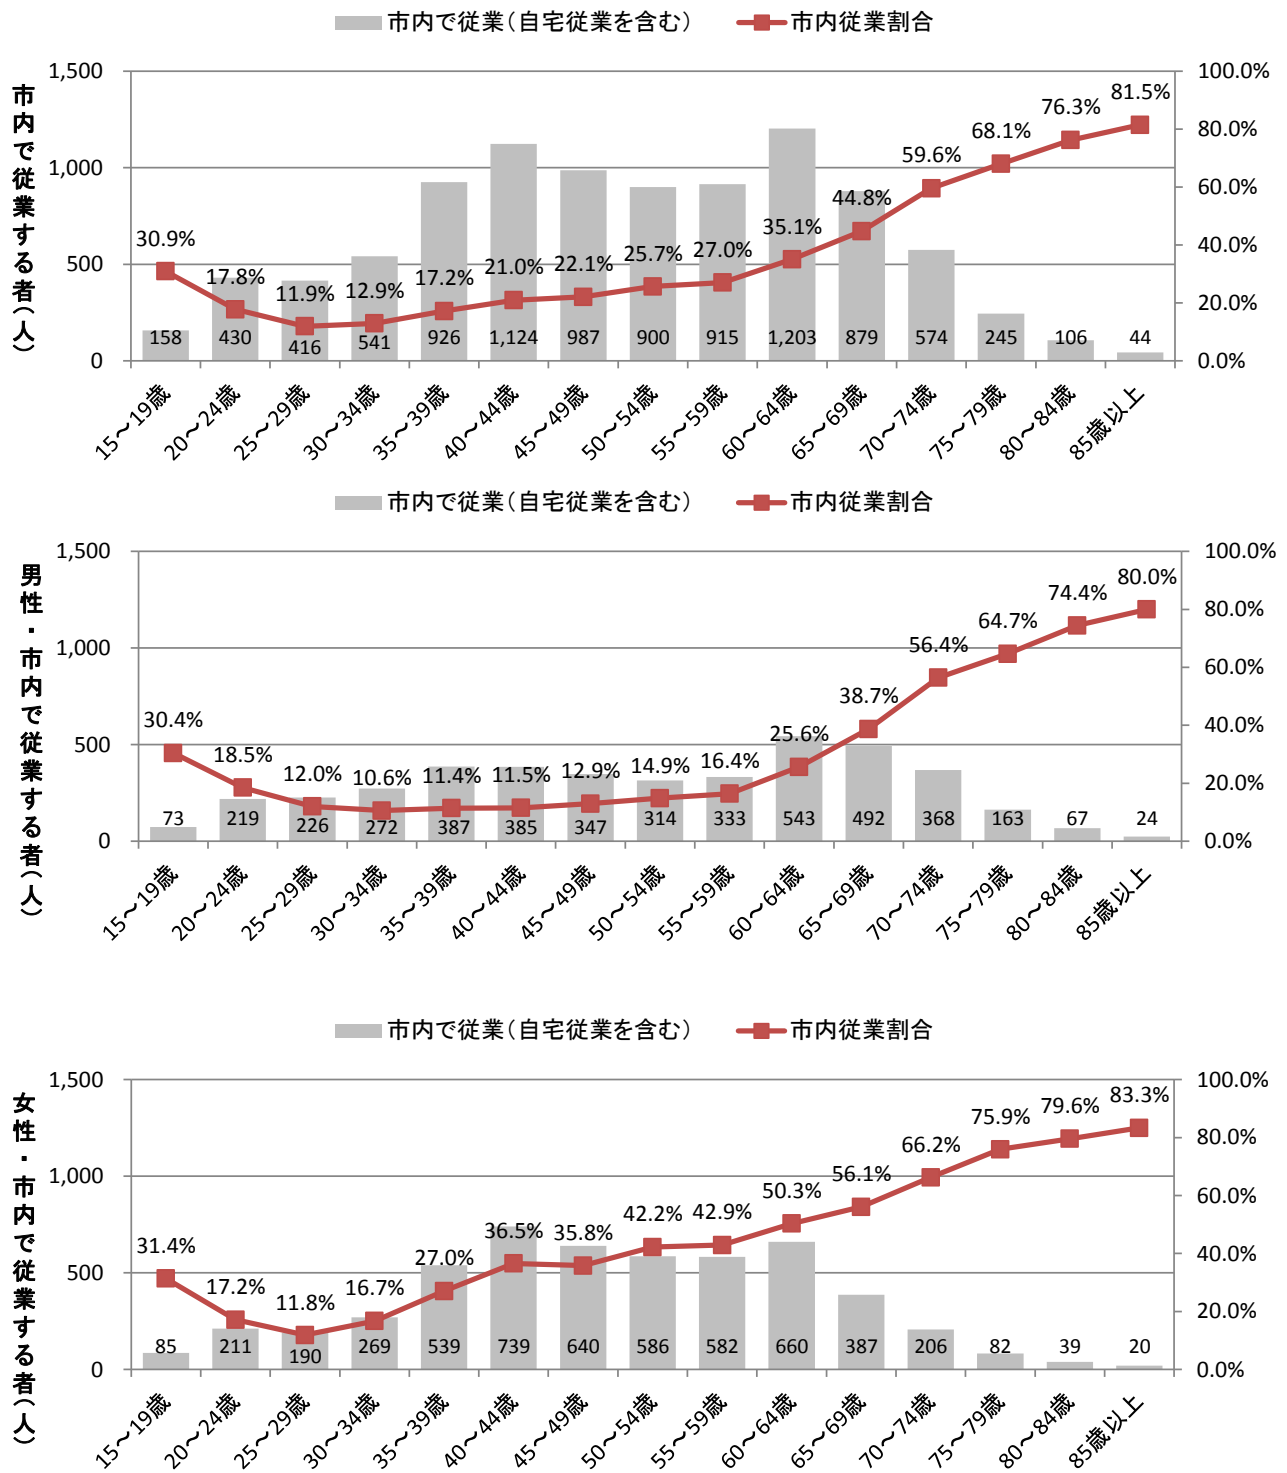 市内で従業（自宅従業を含む） 市内従業割合
市内で従業する者（人）
1,500 1,000 500 0
100.0% 80.0% 60.0% 40.0% 20.0% 0.0%
30.9% 17.8% 11.9% 12.9% 17.2% 21.0% 22.1% 25.7% 27.0% 35.1% 44.8% 59.6% 68.1% 76.3% 81.5%
158 430 416 541 926 1,124 987 900 915 1,203 879 574 245 106 44
15～19歳 20～24歳 25～29歳 30～34歳 35～39歳 40～44歳 45～49歳 50～54歳 55～59歳 60～64歳 65～69歳 70～74歳 75～79歳 80～84歳 85歳以上
市内で従業（自宅従業を含む） 市内従業割合
男性・市内で従業する者（人）
1,500 1,000 500 0
100.0% 80.0% 60.0% 40.0% 20.0% 0.0%
30.4% 18.5% 12.0% 10.6% 11.4% 11.5% 12.9% 14.9% 16.4% 25.6% 38.7% 56.4% 64.7% 74.4% 80.0%
73 219 226 272 387 385 347 314 333 543 492 368 163 67 24
15～19歳 20～24歳 25～29歳 30～34歳 35～39歳 40～44歳 45～49歳 50～54歳 55～59歳 60～64歳 65～69歳 70～74歳 75～79歳 80～84歳 85歳以上
市内で従業（自宅従業を含む） 市内従業割合
女性・市内で従業する者（人）
1,500 1,000 500 0
100.0% 80.0% 60.0% 40.0% 20.0% 0.0%
31.4% 17.2% 11.8% 16.7% 27.0% 36.5% 35.8% 42.2% 42.9% 50.3% 56.1% 66.2% 75.9% 79.6% 83.3%
85 211 190 269 539 739 640 586 582 660 387 206 82 39 20
15～19歳 20～24歳 25～29歳 30～34歳 35～39歳 40～44歳 45～49歳 50～54歳 55～59歳 60～64歳 65～69歳 70～74歳 75～79歳 80～84歳 85歳以上